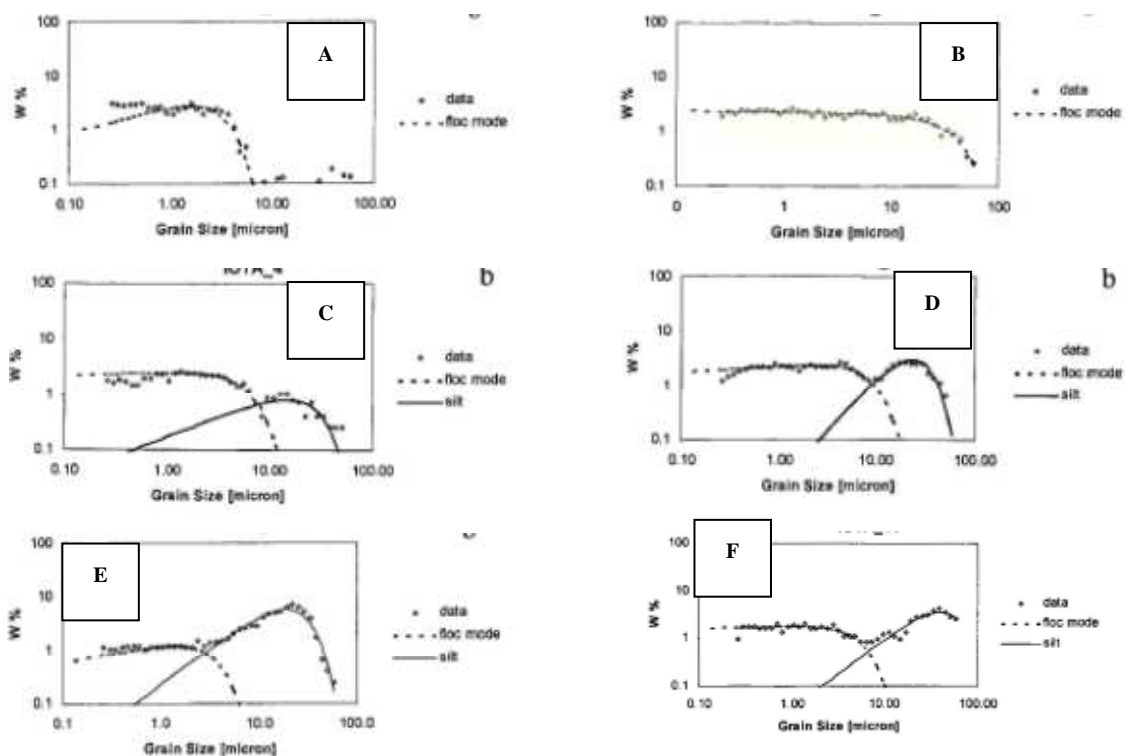 A
100
10
1
0.1
W %
0.10 1.00 10.00 100.00
Grain Size [micron]
data
floc mode
B
100
10
1
0.1
W %
0 1 10 100
Grain Size [micron]
data
floc mode
b
C
100
10
1
0.1
W %
0.10 1.00 10.00 100.00
Grain Size [micron]
data
floc mode
silt
b
D
100
10
1
0.1
W %
0.10 1.00 10.00 100.00
Grain Size [micron]
data
floc mode
silt
E
100
10
1
0.1
W %
0.1 1.0 10.0 100.0
Grain Size [micron]
data
floc mode
silt
F
100
10
1
0.1
W %
0.10 1.00 10.00 100.00
Grain Size [micron]
data
floc mode
silt